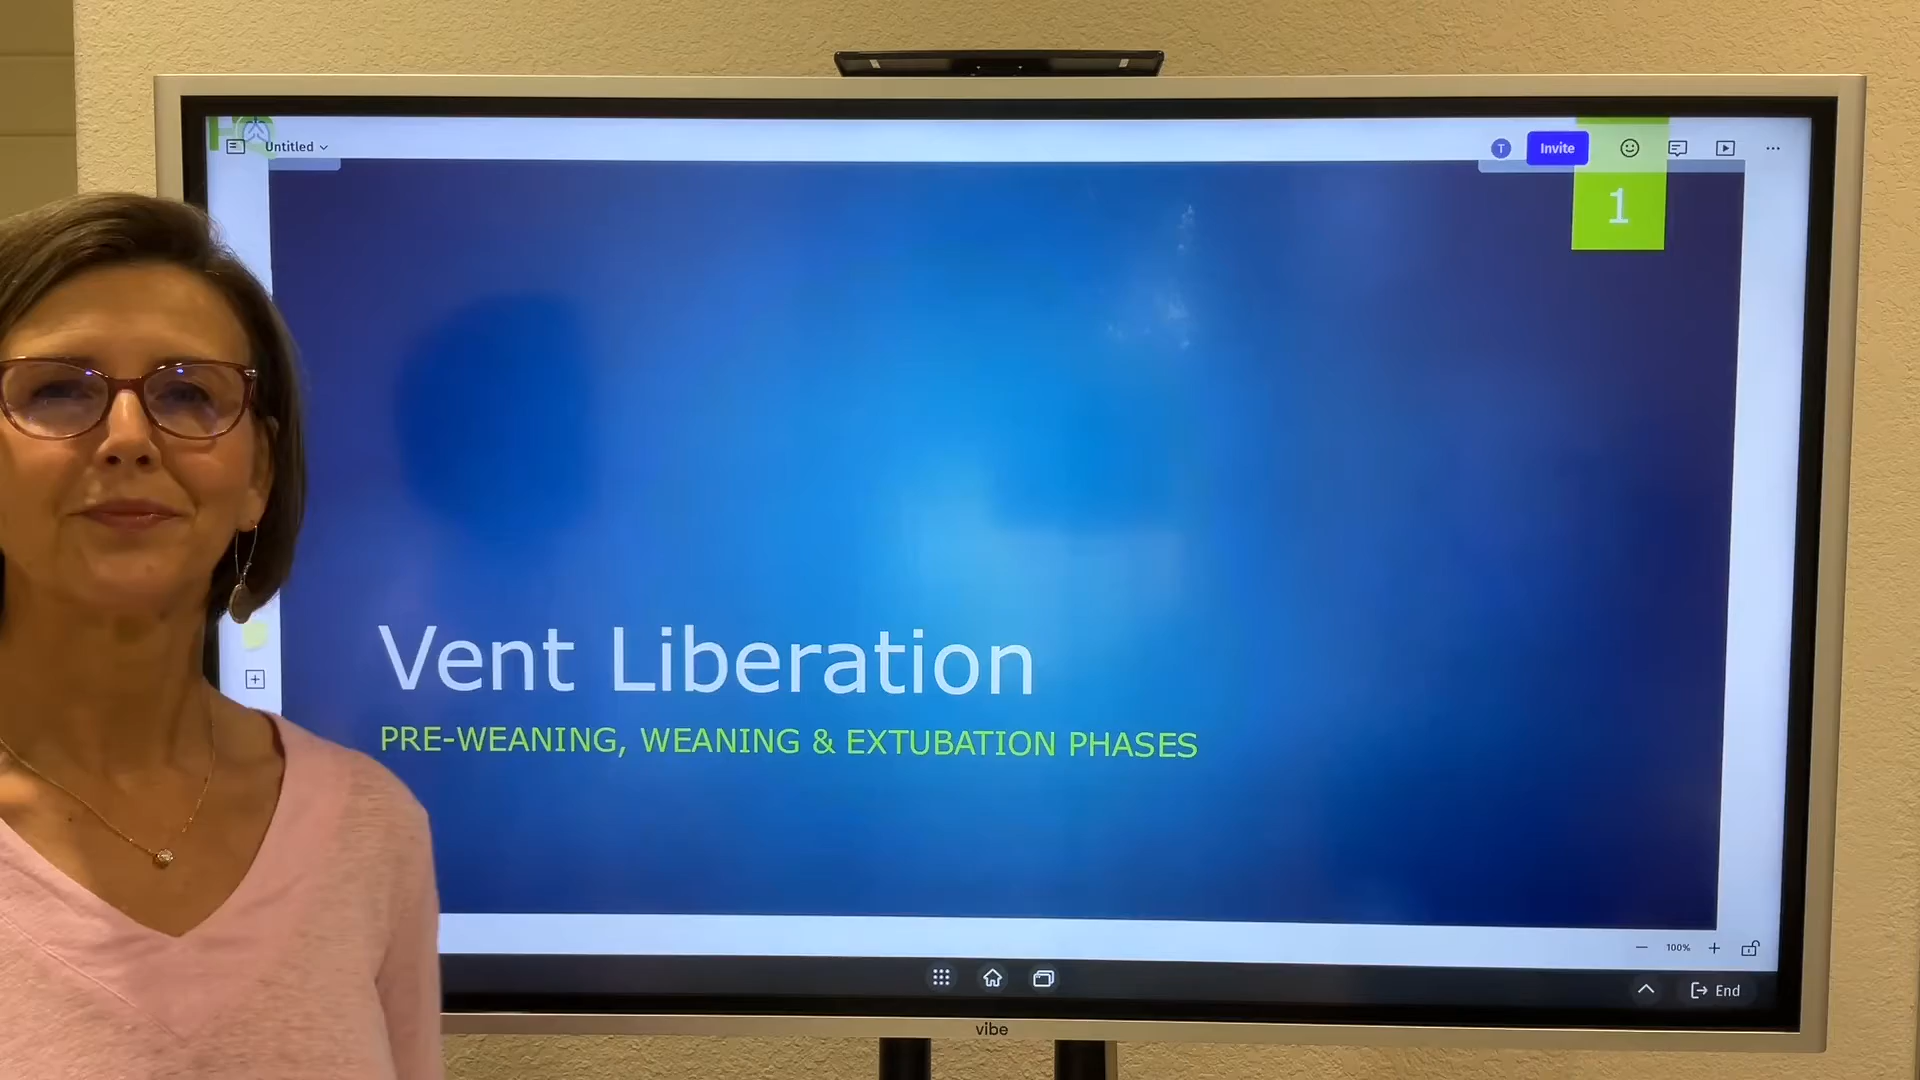 Untitled
T
Invite
1
Vent Liberation
PRE-WEANING, WEANING & EXTUBATION PHASES
100%
End
vibe